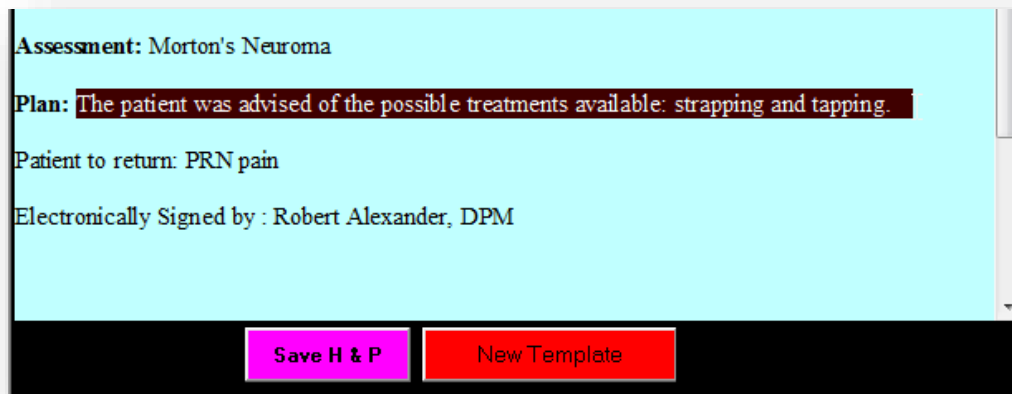 Assessment: Morton's Neuroma
Plan: The patient was advised of the possible treatments available: strapping and tapping.
Patient to return: PRN pain
Electronically Signed by : Robert Alexander, DPM
Save H & P
New Template